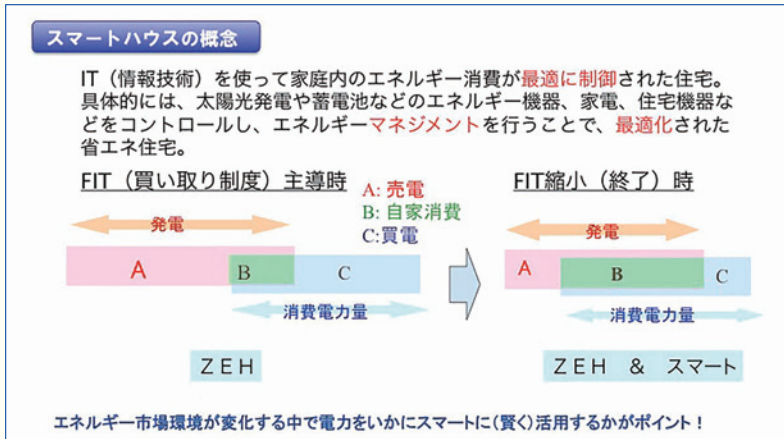 スマートハウスの概念
IT（情報技術）を使って家庭内のエネルギー消費が最適に制御された住宅。
具体的には、太陽光発電や蓄電池などのエネルギー機器、家電、住宅機器な
どをコントロールし、エネルギーマネジメントを行うことで、最適化された
省エネ住宅。
FIT（買い取り制度）主導時
A: 売電
B: 自家消費
C:買電
発電
A
B
C
消費電力量
ZEH
FIT縮小（終了）時
発電
A
B
C
消費電力量
ZEH & スマート
エネルギー市場環境が変化する中で電力をいかにスマートに(賢く)活用するかがポイント！